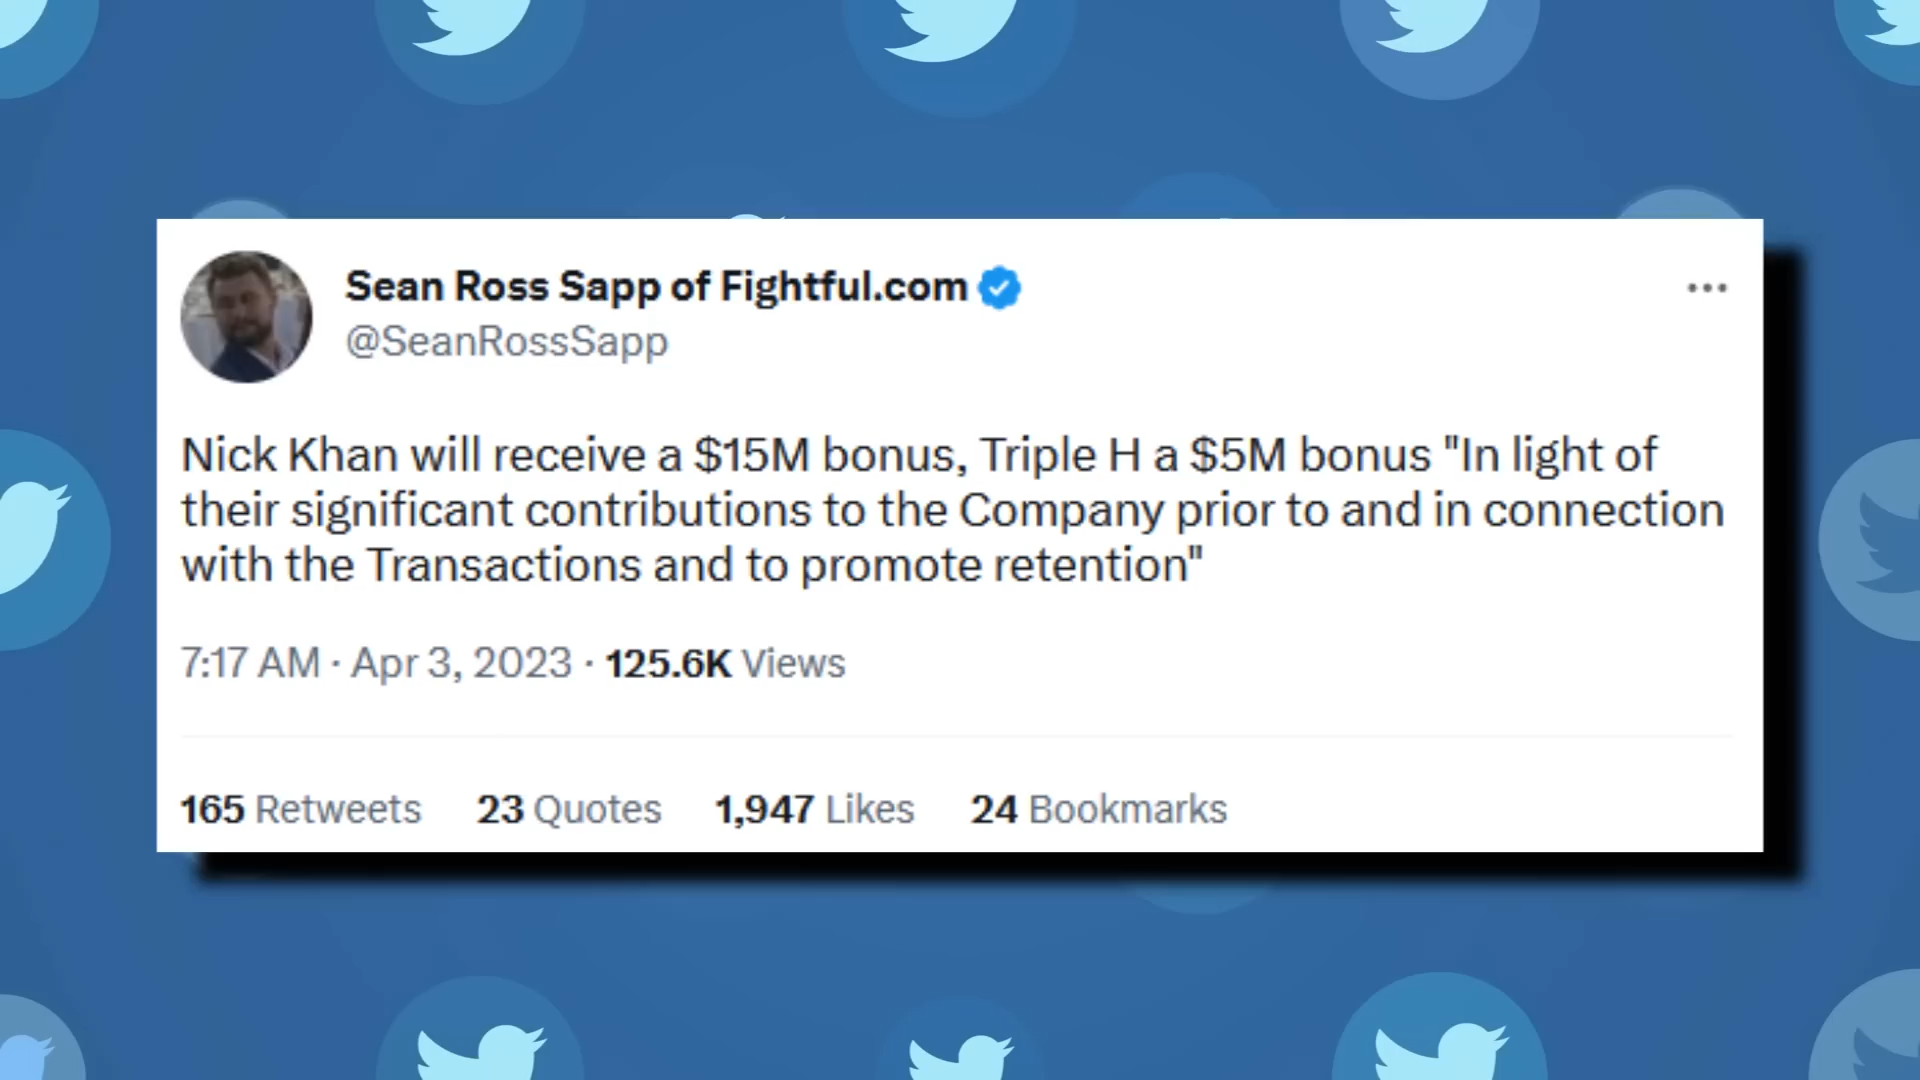 Sean Ross Sapp of Fightful.com
@SeanRossSapp
Nick Khan will receive a $15M bonus, Triple H a $5M bonus "In light of
their significant contributions to the Company prior to and in connection
with the Transactions and to promote retention"
7:17 AM · Apr 3, 2023 · 125.6K Views
165 Retweets 23 Quotes 1,947 Likes 24 Bookmarks